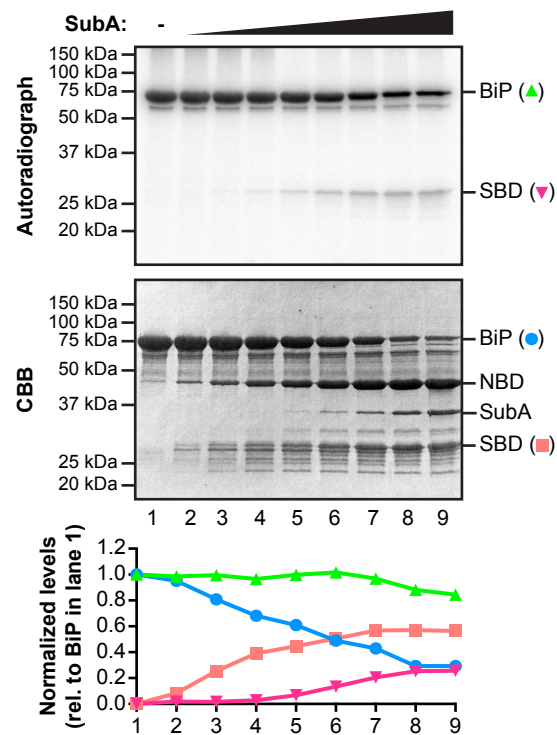 SubA: -
Autoradiograph
150 kDa
100 kDa
75 kDa
50 kDa
37 kDa
25 kDa
20 kDa
BiP (▲)
SBD (▼)
CBB
150 kDa
100 kDa
75 kDa
50 kDa
37 kDa
25 kDa
20 kDa
BiP (●)
NBD
SubA
SBD (■)
1 2 3 4 5 6 7 8 9
Normalized levels
(rel. to BiP in lane 1)
1.2
1.0
0.8
0.6
0.4
0.2
0.0
1 2 3 4 5 6 7 8 9